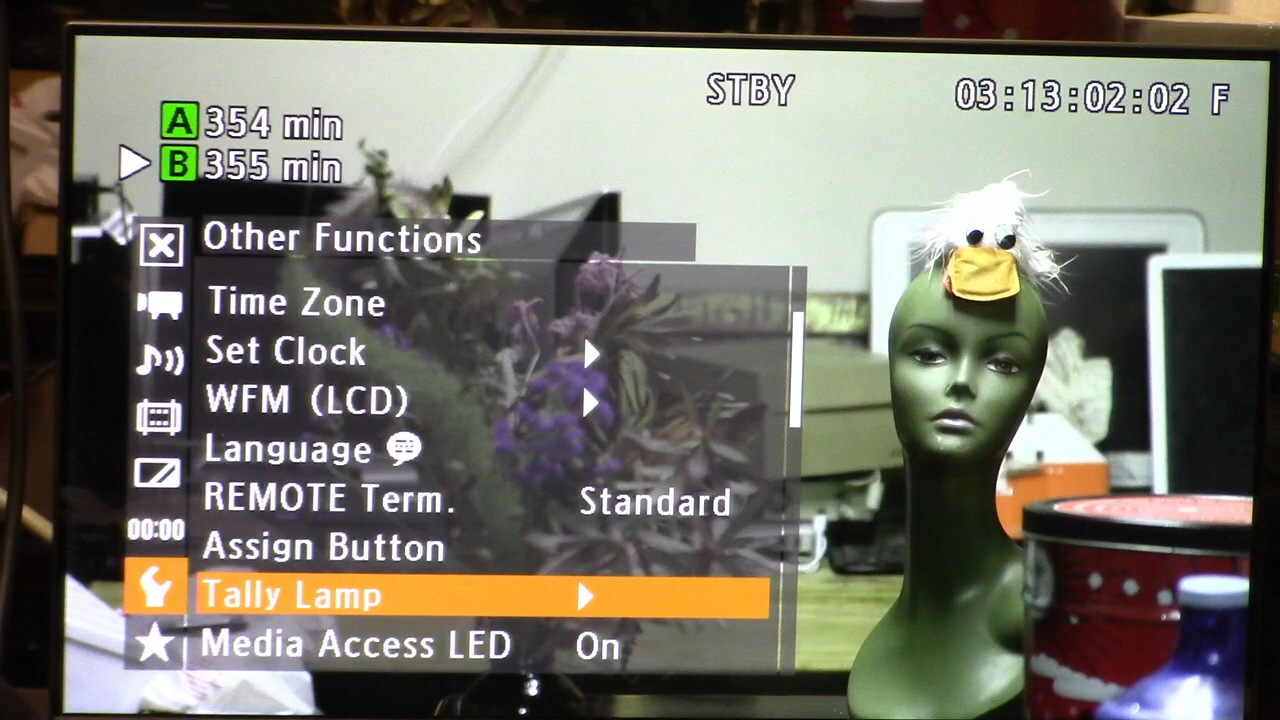 STBY
03:13:02:02 F
A 354 min
B 355 min
Other Functions
Time Zone
Set Clock
WFM (LCD)
Language
REMOTE Term. Standard
00:00
Assign Button
Tally Lamp
Media Access LED On